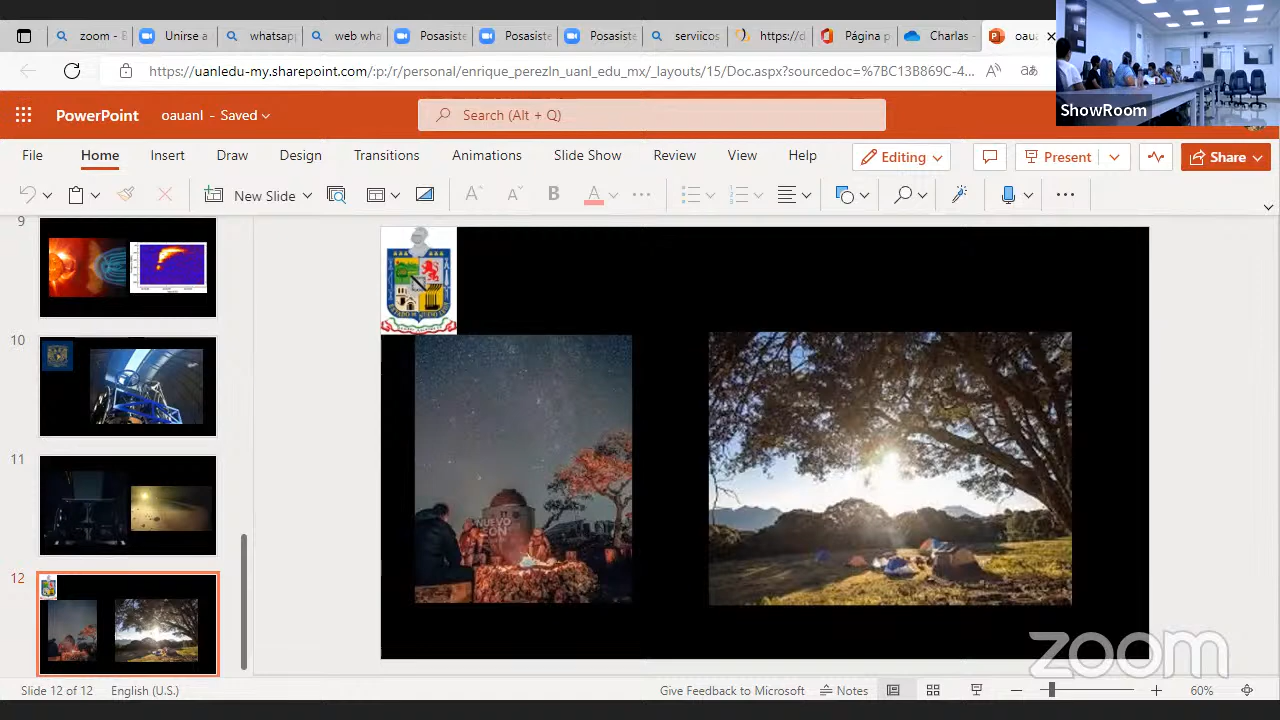 zoom - E
Unirse a
whatsap
web wha
Posasiste
Posasiste
Posasiste
serviicos
https://d
Página p
Charlas -
oau
https://uanledu-my.sharepoint.com/:p:/r/personal/enrique_perezln_uanl_edu_mx/_layouts/15/Doc.aspx?sourcedoc=%7BC13B869C-4...
ShowRoom
PowerPoint
oauanl - Saved
Search (Alt + Q)
File
Home
Insert
Draw
Design
Transitions
Animations
Slide Show
Review
View
Help
Editing
Present
Share
New Slide
9
10
11
12
NUEVO
zoom
Slide 12 of 12
English (U.S.)
Give Feedback to Microsoft
Notes
60%